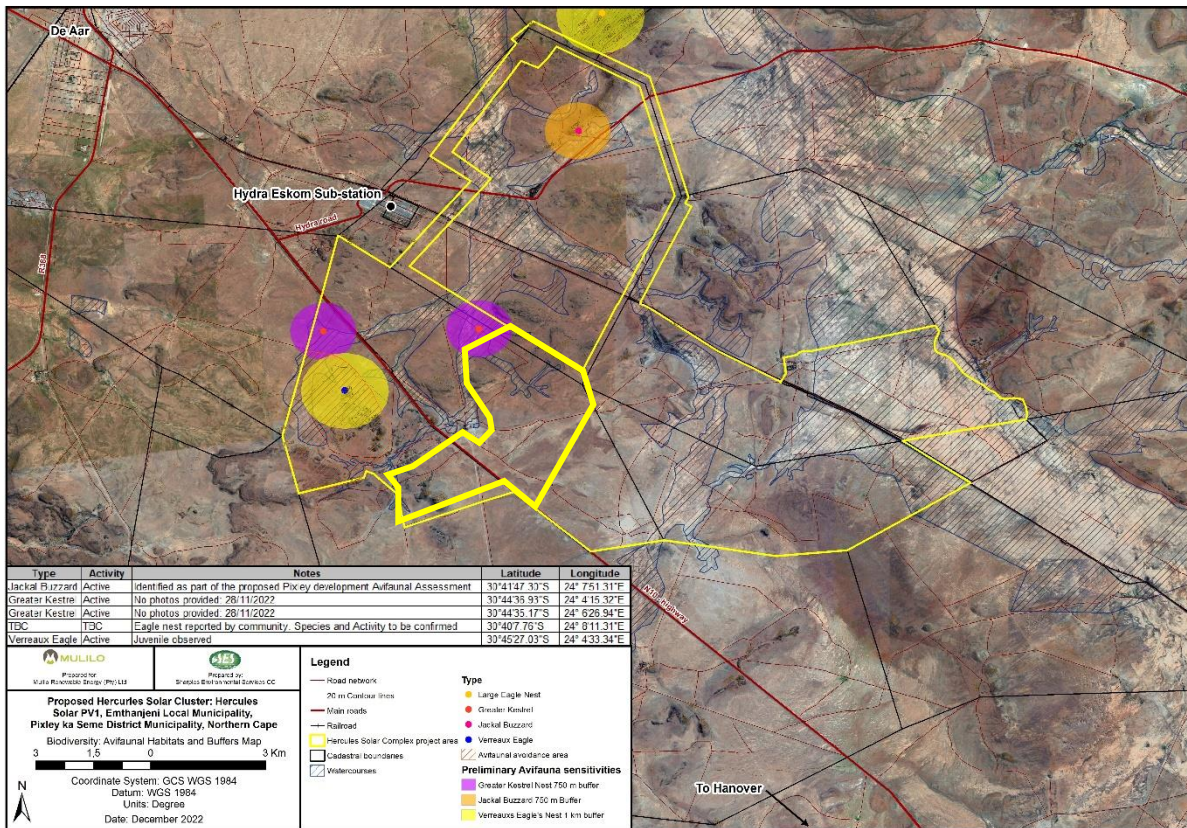 De Aar
R388
Hydra Eskom Sub-station
Hydra road
N10 - highway
To Hanover
Type Activity Notes Latitude Longitude
Jackal Buzzard Active Identified as part of the proposed Pixley development Avifaunal Assessment 30°41'47.30"S 24° 7'51.31"E
Greater Kestrel Active No photos provided: 28/11/2022 30°44'36.93"S 24° 4'15.32"E
Greater Kestrel Active No photos provided: 28/11/2022 30°44'35.17"S 24° 6'26.94"E
TBC TBC Eagle nest reported by community. Species and Activity to be confirmed 30°40'7.76"S 24° 8'11.31"E
Verreaux Eagle Active Juvenile observed 30°45'27.03"S 24° 4'33.34"E
MULILO
Prepared for:
Mulilo Renewable Energy (Pty) Ltd
SES
Prepared by:
Sharples Environmental Services CC
Proposed Hercurles Solar Cluster: Hercules
Solar PV1, Emthanjeni Local Municipality,
Pixley ka Seme District Municipality, Northern Cape
Biodiversity: Avifaunal Habitats and Buffers Map
3 1,5 0 3 Km
N
Coordinate System: GCS WGS 1984
Datum: WGS 1984
Units: Degree
Date: December 2022
Legend
Road network
20 m Contour lines
Main roads
Railroad
Hercules Solar Complex project area
Cadastral boundaries
Watercourses
Type
Large Eagle Nest
Greater Kestrel
Jackal Buzzard
Verreaux Eagle
Avifaunal avoidance area
Preliminary Avifauna sensitivities
Greater Kestrel Nest 750 m buffer
Jackal Buzzard 750 m Buffer
Verreauxs Eagle's Nest 1 km buffer